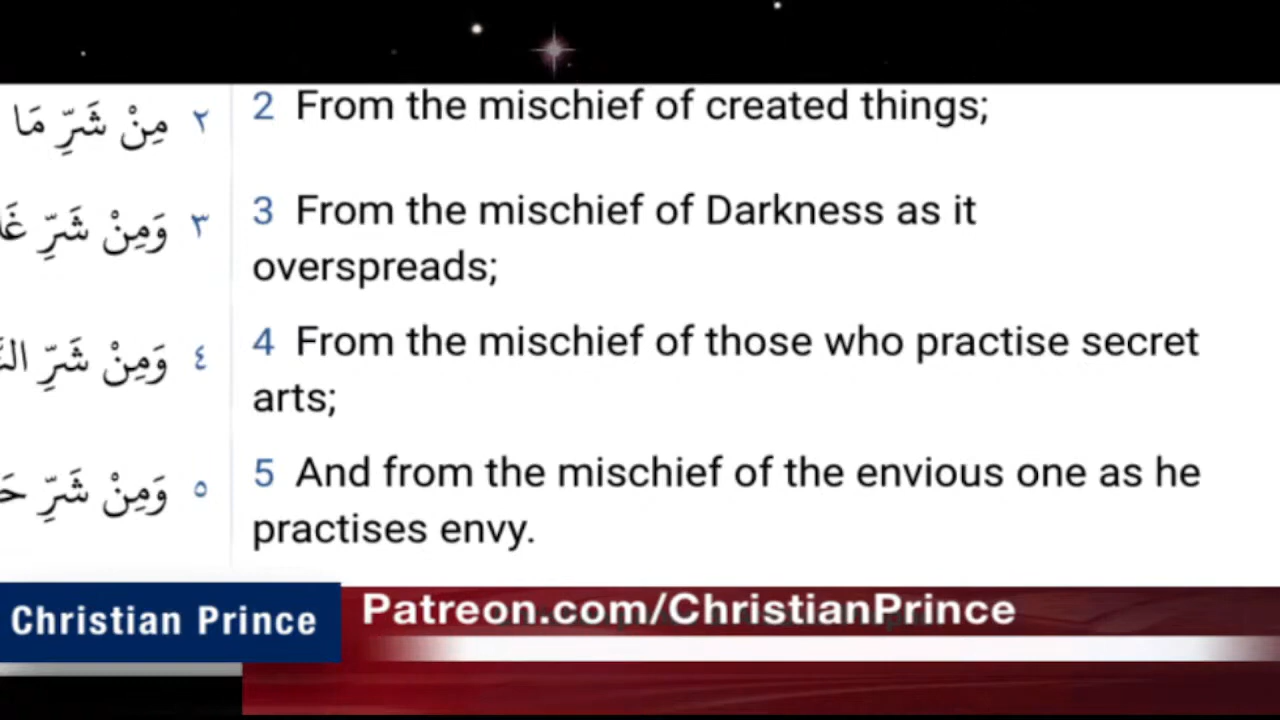 مِنْ شَرِّ مَا ٢
2 From the mischief of created things;
وَمِنْ شَرِّ ٣
3 From the mischief of Darkness as it
overspreads;
وَمِنْ شَرِّ ٤
4 From the mischief of those who practise secret
arts;
وَمِنْ شَرِّ ٥
5 And from the mischief of the envious one as he
practises envy.
Christian Prince
Patreon.com/ChristianPrince